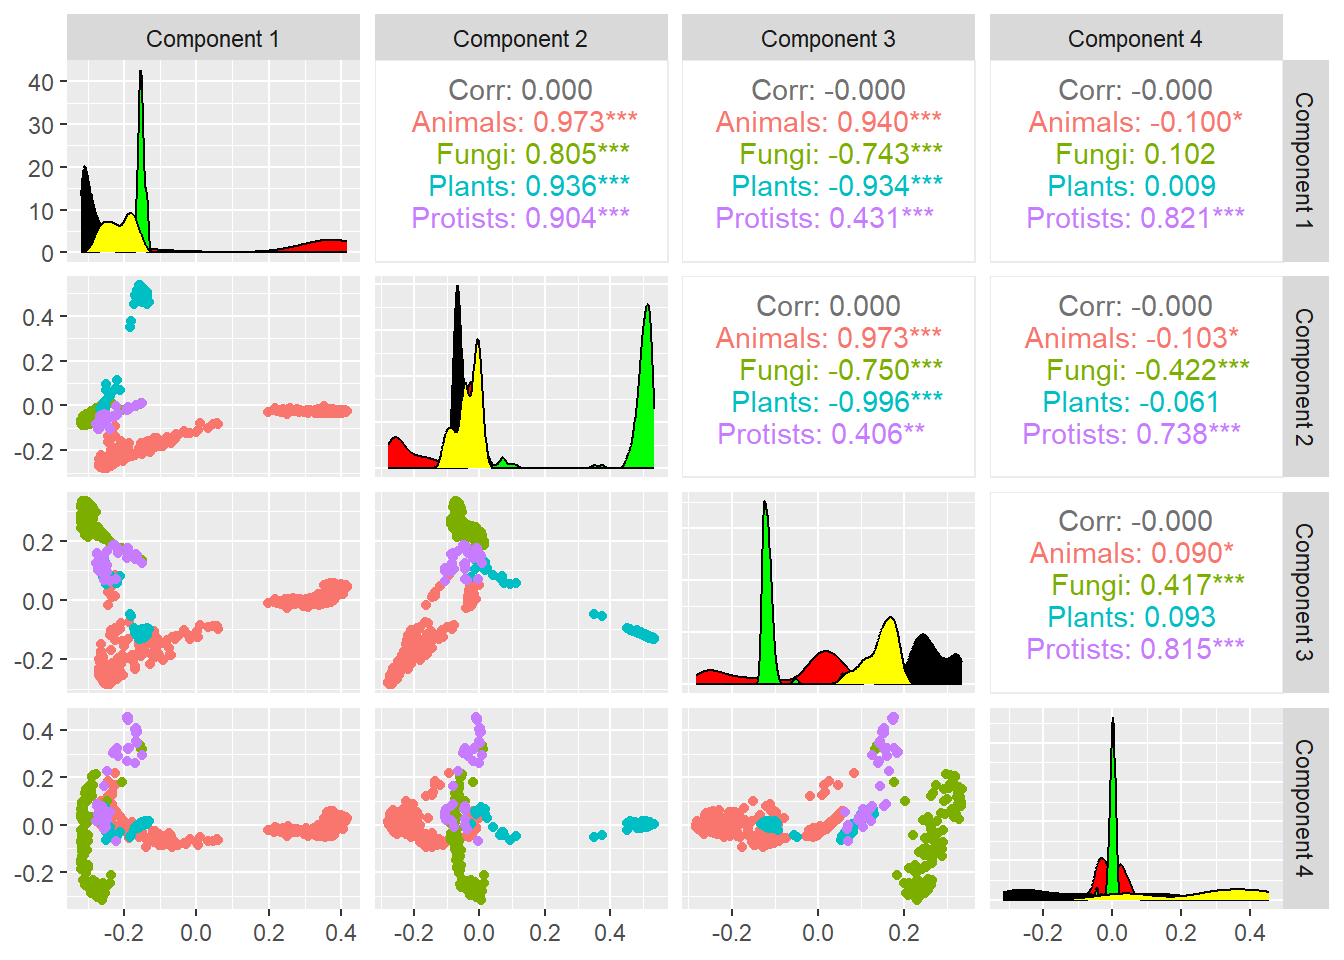 Component 1
Component 2
Component 3
Component 4
40
30
20
10
0
Corr: 0.000
Animals: 0.973***
Fungi: 0.805***
Plants: 0.936***
Protists: 0.904***
Corr: -0.000
Animals: 0.940***
Fungi: -0.743***
Plants: -0.934***
Protists: 0.431***
Corr: -0.000
Animals: -0.100*
Fungi: 0.102
Plants: 0.009
Protists: 0.821***
Component 1
0.4
0.2
0.0
-0.2
Corr: 0.000
Animals: 0.973***
Fungi: -0.750***
Plants: -0.996***
Protists: 0.406**
Corr: -0.000
Animals: -0.103*
Fungi: -0.422***
Plants: -0.061
Protists: 0.738***
Component 2
0.2
0.0
-0.2
Corr: -0.000
Animals: 0.090*
Fungi: 0.417***
Plants: 0.093
Protists: 0.815***
Component 3
0.4
0.2
0.0
-0.2
Component 4
-0.2 0.0 0.2 0.4
-0.2 0.0 0.2 0.4
-0.2 0.0 0.2
-0.2 0.0 0.2 0.4